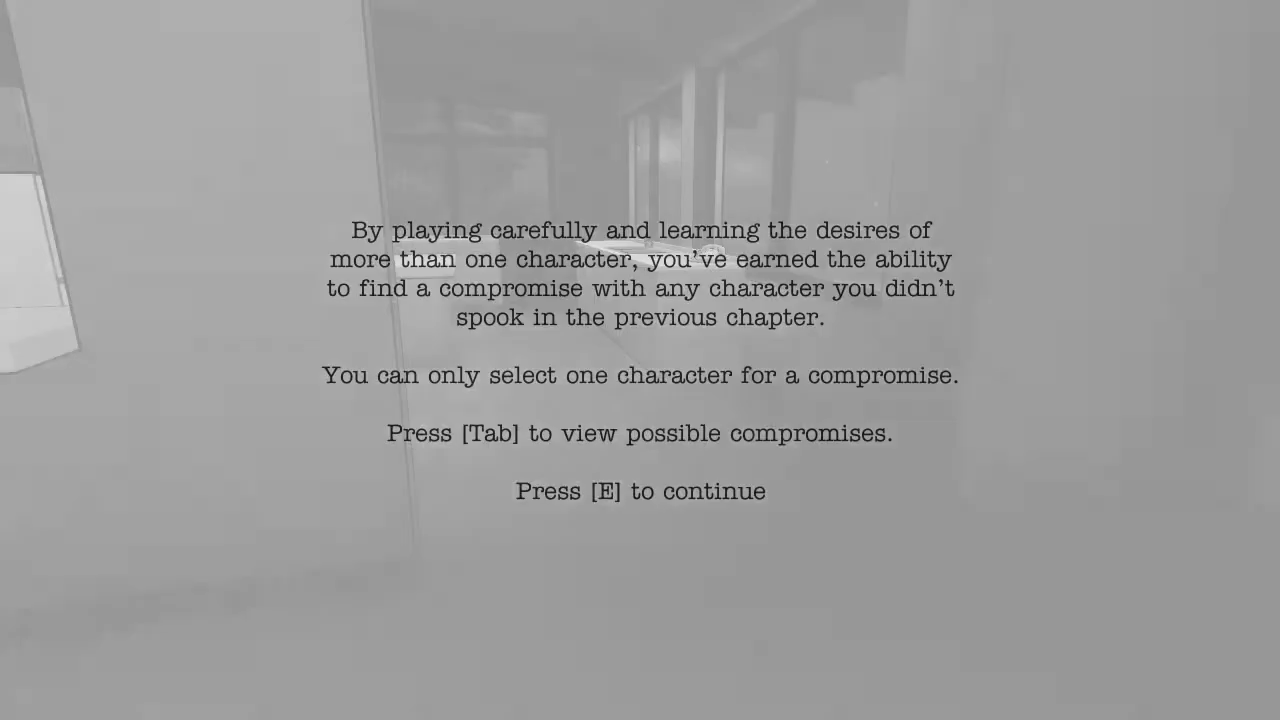 By playing carefully and learning the desires of
more than one character, you've earned the ability
to find a compromise with any character you didn't
spook in the previous chapter.
You can only select one character for a compromise.
Press [Tab] to view possible compromises.
Press [E] to continue